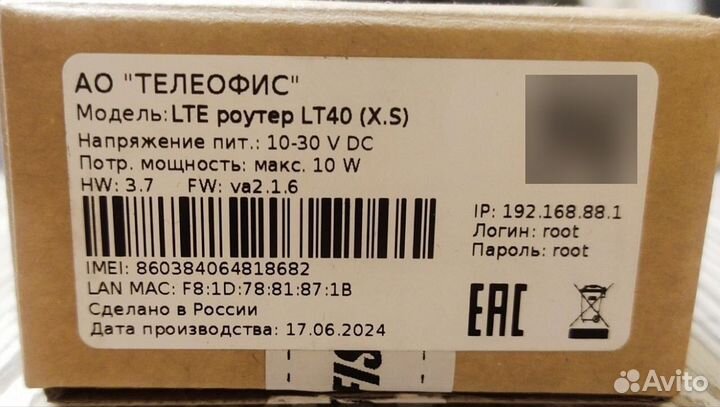 АО "ТЕЛЕОФИС"
Модель: LTE роутер LT40 (X.S)
Напряжение пит.: 10-30 V DC
Потр. мощность: макс. 10 W
HW: 3.7 FW: va2.1.6
IP: 192.168.88.1
Логин: root
Пароль: root
IMEI: 860384064818682
LAN MAC: F8:1D:78:81:87:1B
Сделано в России
Дата производства: 17.06.2024
EAC
F/S
Avito